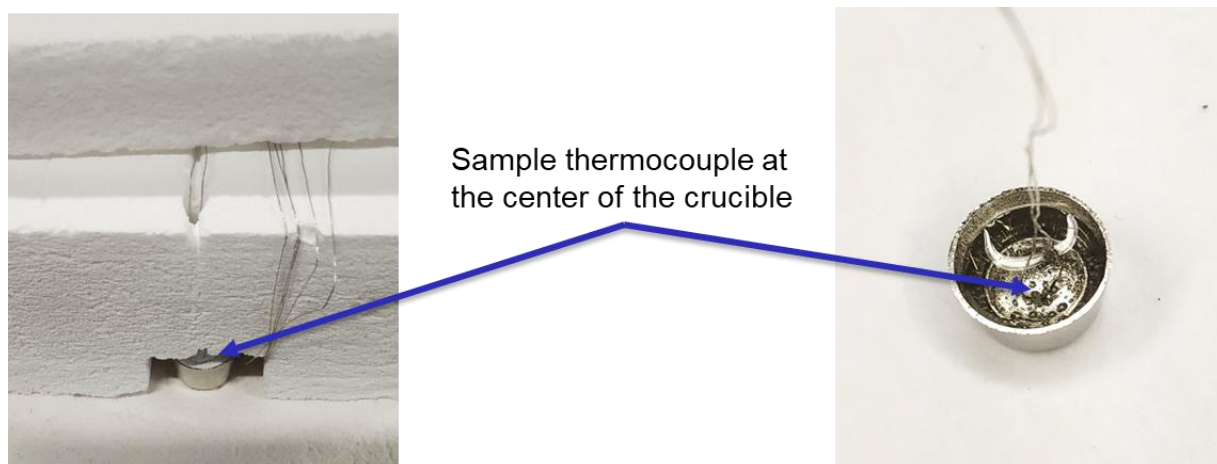 Sample thermocouple at
the center of the crucible